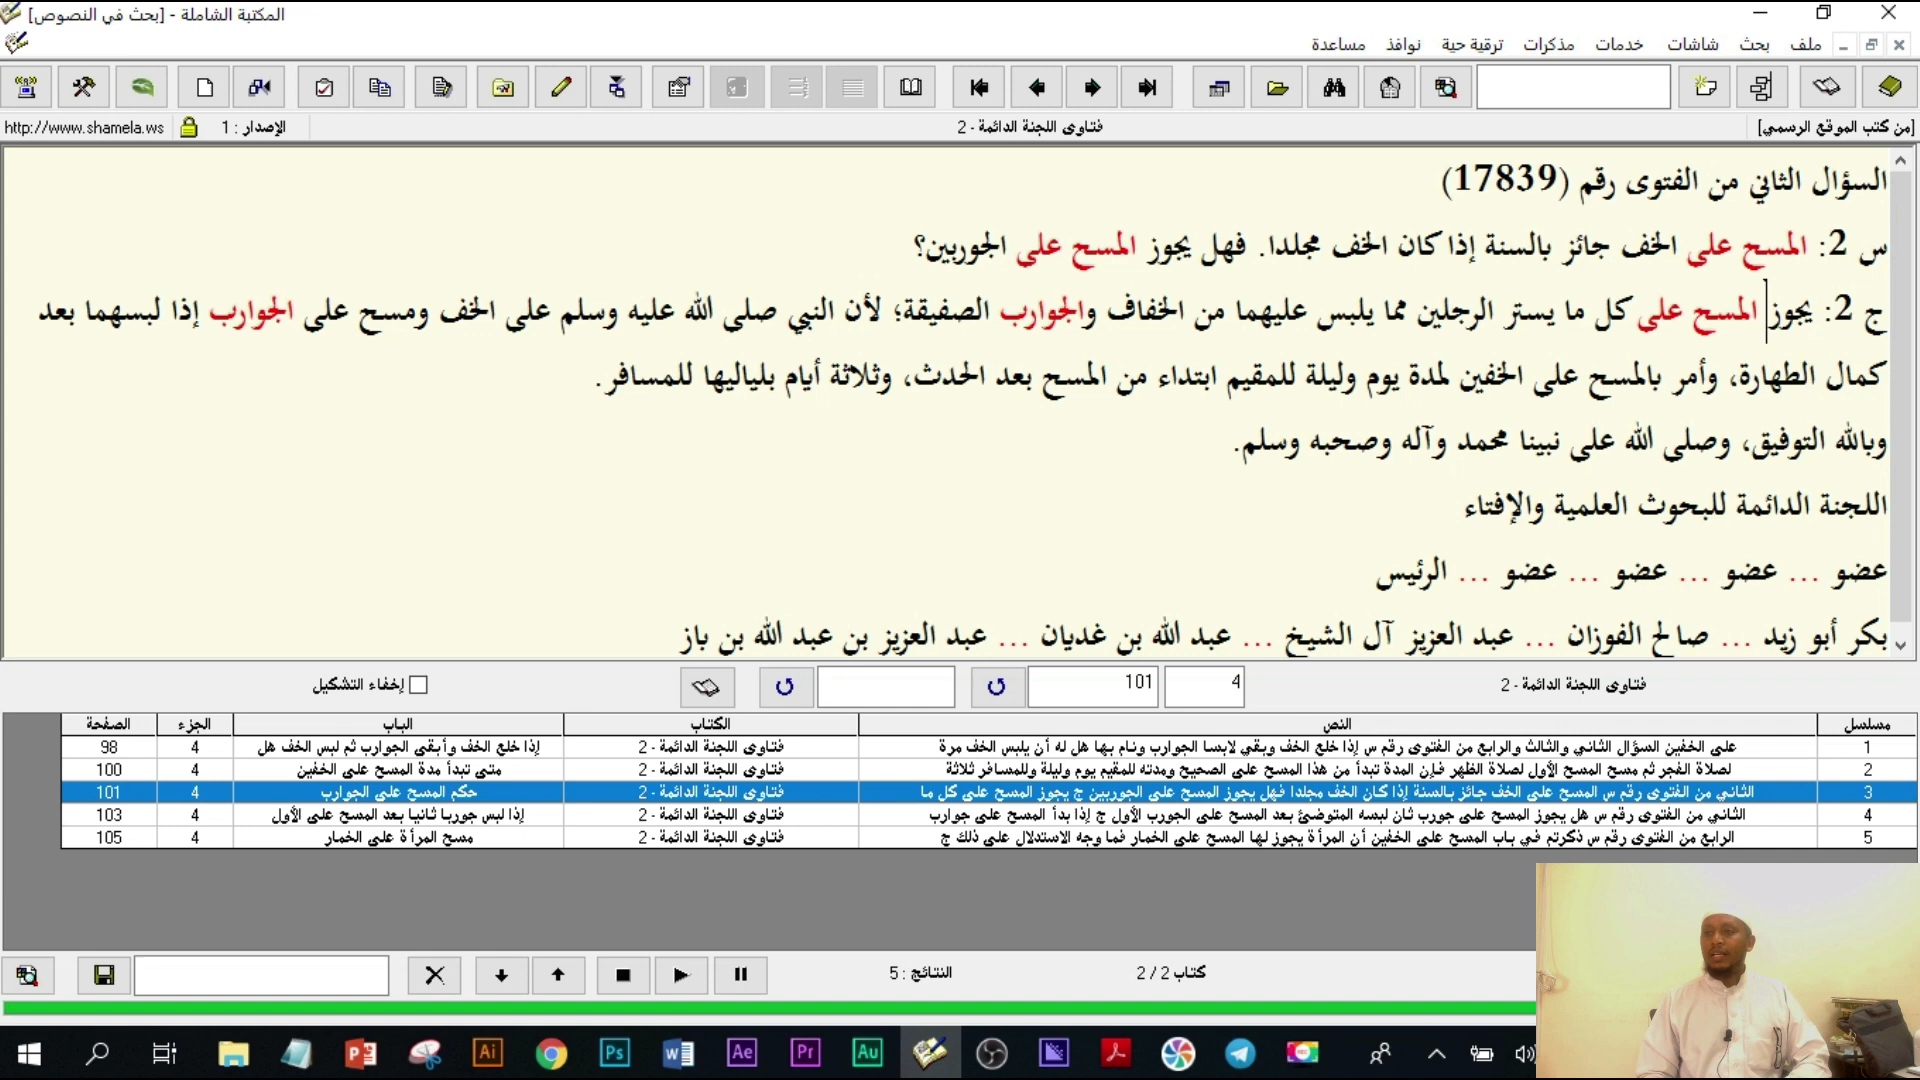 المكتبة الشاملة - [بحث في النصوص]
ملف بحث شاشات خدمات مذكرات ترقية حية نوافذ مساعدة
[من كتب الموقع الرسمي] فتاوى اللجنة الدائمة - 2 الإصدار : 1 http://www.shamela.ws
السؤال الثاني من الفتوى رقم (17839)
س 2: المسح على الخف جائز بالسنة إذا كان الخف مجلدا. فهل يجوز المسح على الجوربين؟
ج 2: يجوز المسح على كل ما يستر الرجلين مما يلبس عليهما من الخفاف والجوارب الصفيقة؛ لأن النبي صلى الله عليه وسلم على الخف ومسح على الجوارب إذا لبسهما بعد
كمال الطهارة، وأمر بالمسح على الخفين لمدة يوم وليلة للمقيم ابتداء من المسح بعد الحدث، وثلاثة أيام بلياليها للمسافر.
وبالله التوفيق، وصلى الله على نبينا محمد وآله وصحبه وسلم.
اللجنة الدائمة للبحوث العلمية والإفتاء
عضو ... عضو ... عضو ... عضو ... الرئيس
بكر أبو زيد ... صالح الفوزان ... عبد العزيز آل الشيخ ... عبد الله بن غديان ... عبد العزيز بن عبد الله بن باز
فتاوى اللجنة الدائمة - 2 4 101 إخفاء التشكيل
مسلسل النص الكتاب الباب الجزء الصفحة
1 على الخفين السؤال الثاني والثالث والرابع من الفتوى رقم س إذا خلع الخف وبقي لابسا الجوارب ونام بها هل له أن يلبس الخف مرة فتاوى اللجنة الدائمة - 2 إذا خلع الخف وأبقى الجوارب ثم لبس الخف هل 4 98
2 لصلاة الفجر ثم مسح المسح الأول لصلاة الظهر فإن المدة تبدأ من هذا المسح على الصحيح ومدته للمقيم يوم وليلة وللمسافر ثلاثة فتاوى اللجنة الدائمة - 2 متى تبدأ مدة المسح على الخفين 4 100
3 الثاني من الفتوى رقم س المسح على الخف جائز بالسنة إذا كان الخف مجلدا فهل يجوز المسح على الجوربين ج يجوز المسح على كل ما فتاوى اللجنة الدائمة - 2 حكم المسح على الجوارب 4 101
4 الثاني من الفتوى رقم س هل يجوز المسح على جورب ثان لبسه المتوضئ بعد المسح على الجورب الأول ج إذا بدأ المسح على جوارب فتاوى اللجنة الدائمة - 2 إذا لبس جوربا ثانيا بعد المسح على الأول 4 103
5 الرابع من الفتوى رقم س ذكرتم في باب المسح على الخفين أن المرأة يجوز لها المسح على الخمار فما وجه الاستدلال على ذلك ج فتاوى اللجنة الدائمة - 2 مسح المرأة على الخمار 4 105
كتاب 2 / 2 النتائج : 5
Ai Ps Ae Pr Au